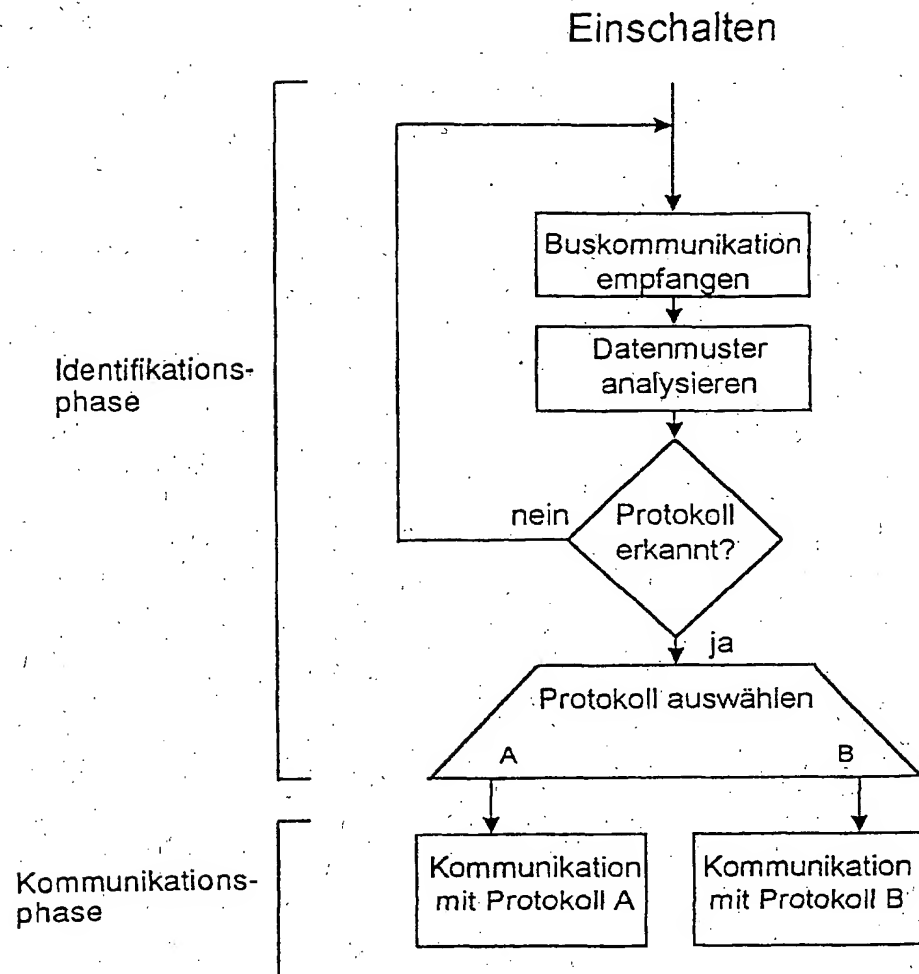 Einschalten
Buskommunikation
empfangen
Datenmuster
analysieren
Identifikations-
phase
nein
Protokoll
erkannt?
ja
Protokoll auswählen
A
B
Kommunikations-
phase
Kommunikation
mit Protokoll A
Kommunikation
mit Protokoll B